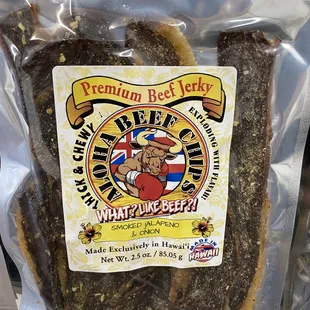 Premium Beef Jerky
THICK & CHEWY
ALOHA BEEF CHIPS
EXPLODING WITH FLAVAH!
WHAT? LIKE BEEF?!
SMOKED JALAPENO
& ONION
Made Exclusively in Hawai'i
Net Wt. 2.5 oz. / 85.05 g
MADE IN
HAWAII